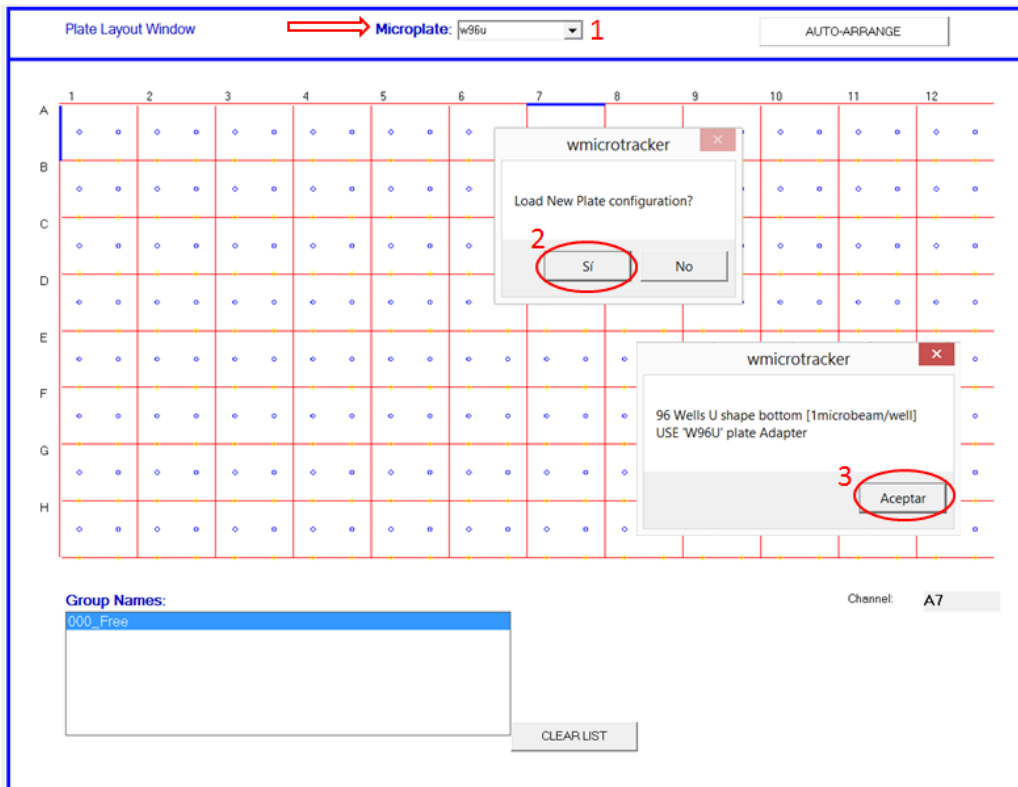 Plate Layout Window
Microplate: w96u 1
AUTO-ARRANGE
1 2 3 4 5 6 7 8 9 10 11 12
A
B
C
D
E
F
G
H
wmicrotracker
Load New Plate configuration?
2
Sí No
wmicrotracker
96 Wells U shape bottom [1microbeam/well]
USE 'W96U' plate Adapter
3
Aceptar
Group Names:
000_Free
Channel: A7
CLEAR LIST